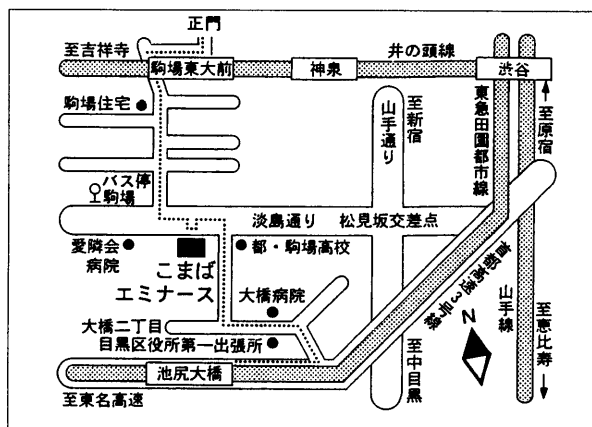 正門
至吉祥寺
駒場東大前
神泉
井の頭線
渋谷
駒場住宅
山手通り
至新宿
東急田園都市線
至原宿
バス停
駒場
淡島通り
松見坂交差点
愛隣会
病院
こまば
エミナース
都・駒場高校
大橋病院
首都高速3号線
山手線
N
大橋二丁目
目黒区役所第一出張所
至中目黒
至恵比寿
池尻大橋
至東名高速